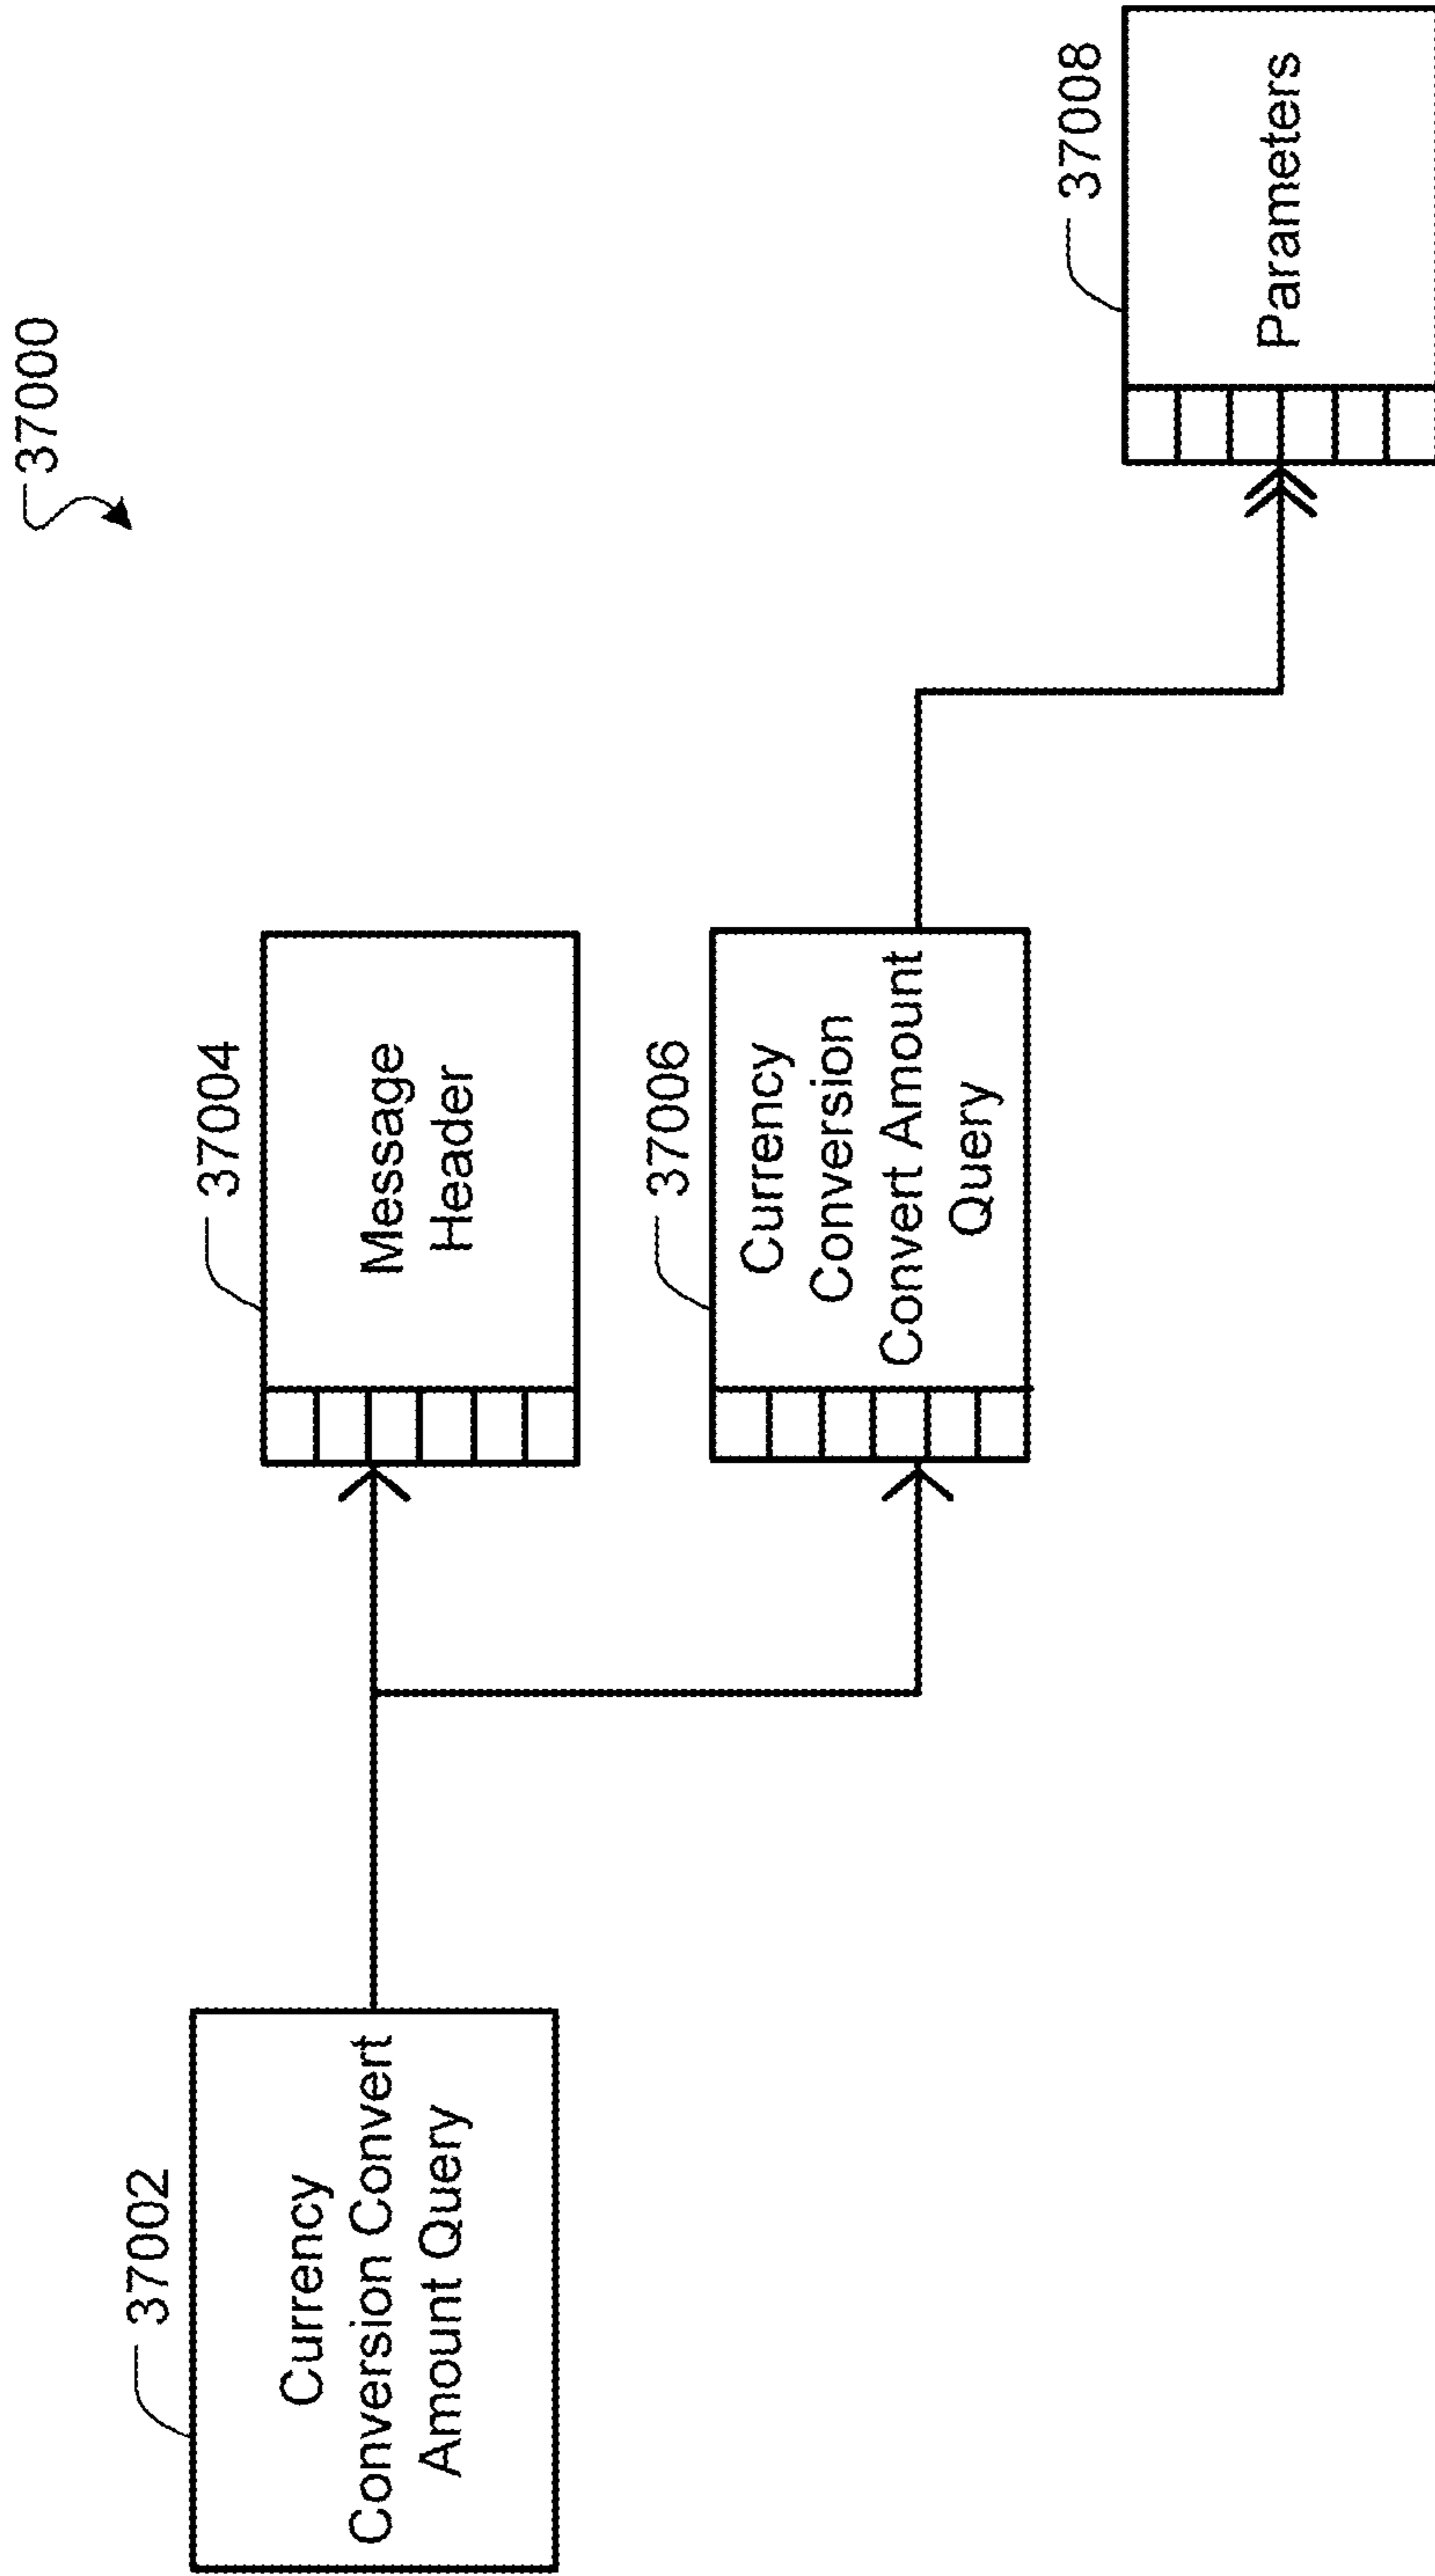 37000
37002
Currency
Conversion Convert
Amount Query
37004
Message
Header
37006
Currency
Conversion
Convert Amount
Query
37008
Parameters